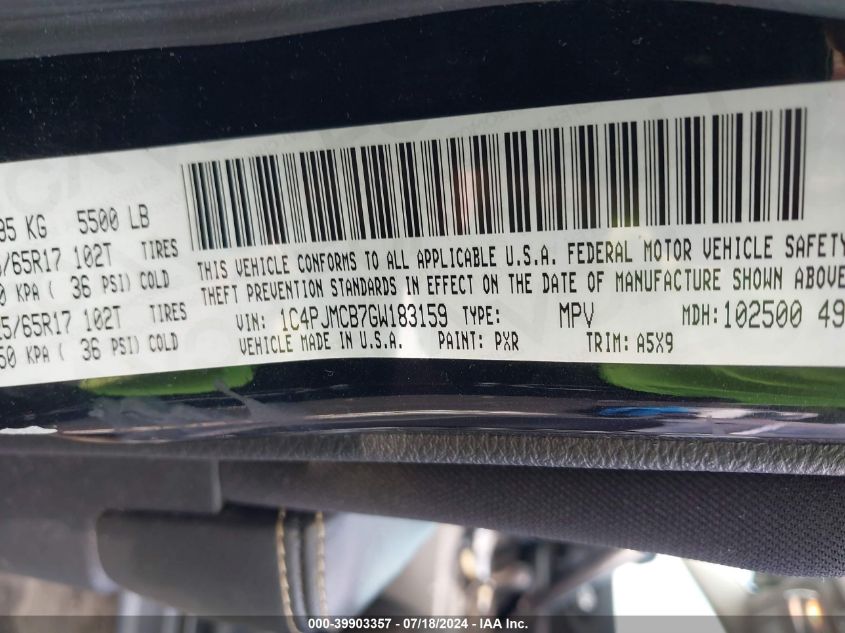 95 KG 5500 LB
/65R17 102T TIRES
0 KPA ( 36 PSI) COLD
5/65R17 102T TIRES
50 KPA ( 36 PSI) COLD
THIS VEHICLE CONFORMS TO ALL APPLICABLE U.S.A. FEDERAL MOTOR VEHICLE SAFETY
THEFT PREVENTION STANDARDS IN EFFECT ON THE DATE OF MANUFACTURE SHOWN ABOVE
VIN: 1C4PJMCB7GW183159 TYPE: MPV MDH:102500 49
VEHICLE MADE IN U.S.A. PAINT: PXR TRIM: A5X9
000-39903357 - 07/18/2024 - IAA Inc.